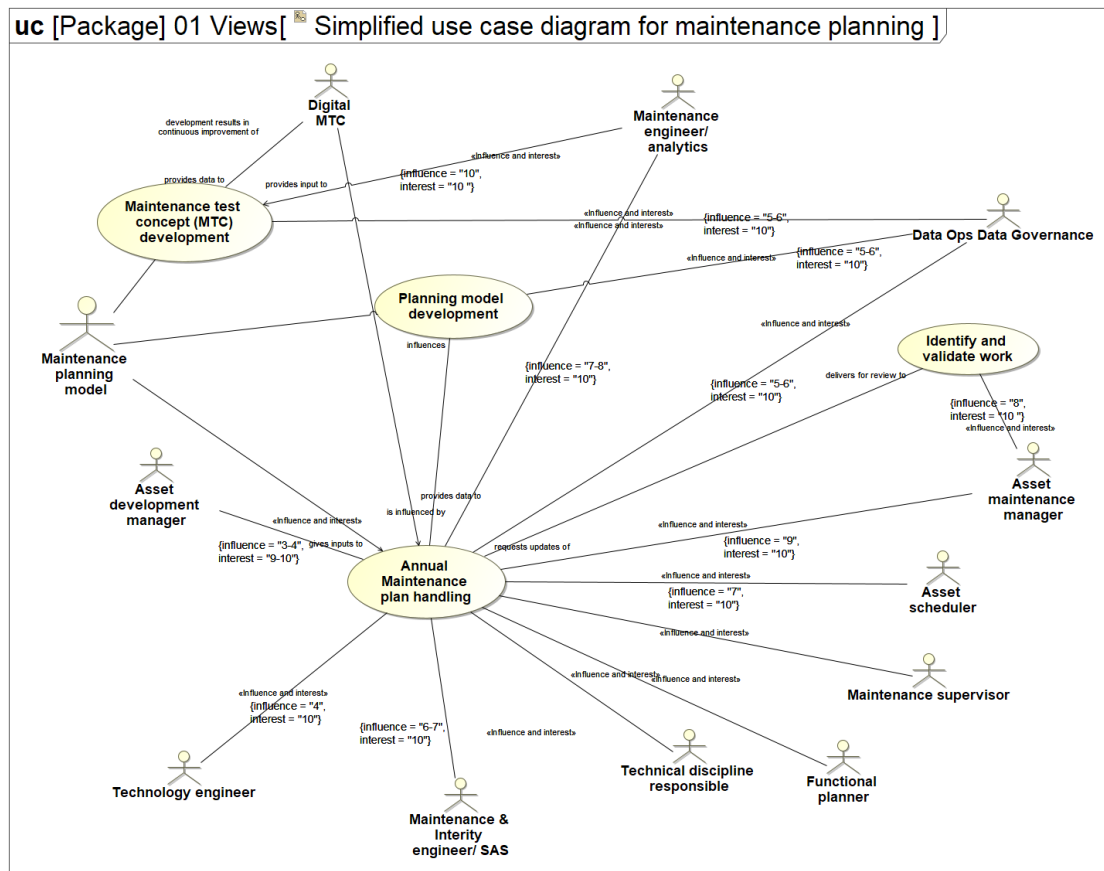 uc [Package] 01 Views[ Simplified use case diagram for maintenance planning ]
Digital
MTC
Maintenance
engineer/
analytics
development results in
continuous improvement of
«Influence and interest»
{influence = "10",
interest = "10 "}
provides data to
provides input to
Maintenance test
concept (MTC)
development
«Influence and interest»
«Influence and interest»
{influence = "5-6",
interest = "10"}
Data Ops Data Governance
«Influence and interest»
{influence = "5-6",
interest = "10"}
Planning model
development
influences
«Influence and interest»
Identify and
validate work
Maintenance
planning
model
{influence = "7-8",
interest = "10"}
{influence = "5-6",
interest = "10"}
delivers for review to
{influence = "8",
interest = "10 "}
«Influence and interest»
Asset
development
manager
Asset
maintenance
manager
provides data to
is influenced by
«Influence and interest»
{influence = "3-4",
interest = "9-10"}
gives inputs to
requests updates of
«Influence and interest»
{influence = "9",
interest = "10"}
Annual
Maintenance
plan handling
«Influence and interest»
{influence = "7",
interest = "10"}
Asset
scheduler
«Influence and interest»
Maintenance supervisor
«Influence and interest»
«Influence and interest»
«Influence and interest»
{influence = "4",
interest = "10"}
{influence = "6-7",
interest = "10"}
«Influence and interest»
Technology engineer
Technical discipline
responsible
Functional
planner
Maintenance &
Interity
engineer/ SAS